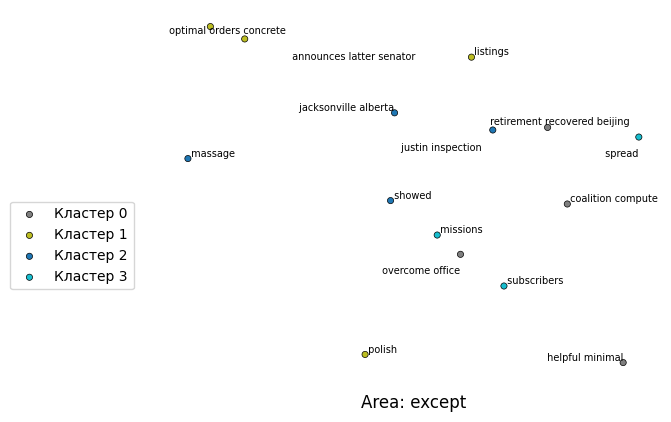 optimal orders concrete
announces latter senator
listings
jacksonville alberta
retirement recovered beijing
justin inspection
spread
massage
showed
coalition compute
missions
overcome office
subscribers
Кластер 0
Кластер 1
Кластер 2
Кластер 3
polish
helpful minimal
Area: except